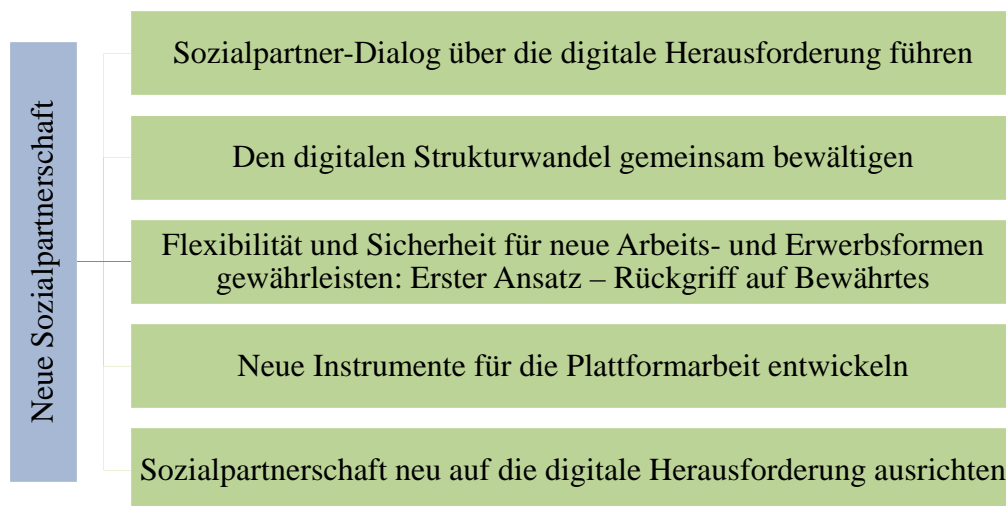 Neue Sozialpartnerschaft
Sozialpartner-Dialog über die digitale Herausforderung führen
Den digitalen Strukturwandel gemeinsam bewältigen
Flexibilität und Sicherheit für neue Arbeits- und Erwerbsformen
gewährleisten: Erster Ansatz – Rückgriff auf Bewährtes
Neue Instrumente für die Plattformarbeit entwickeln
Sozialpartnerschaft neu auf die digitale Herausforderung ausrichten